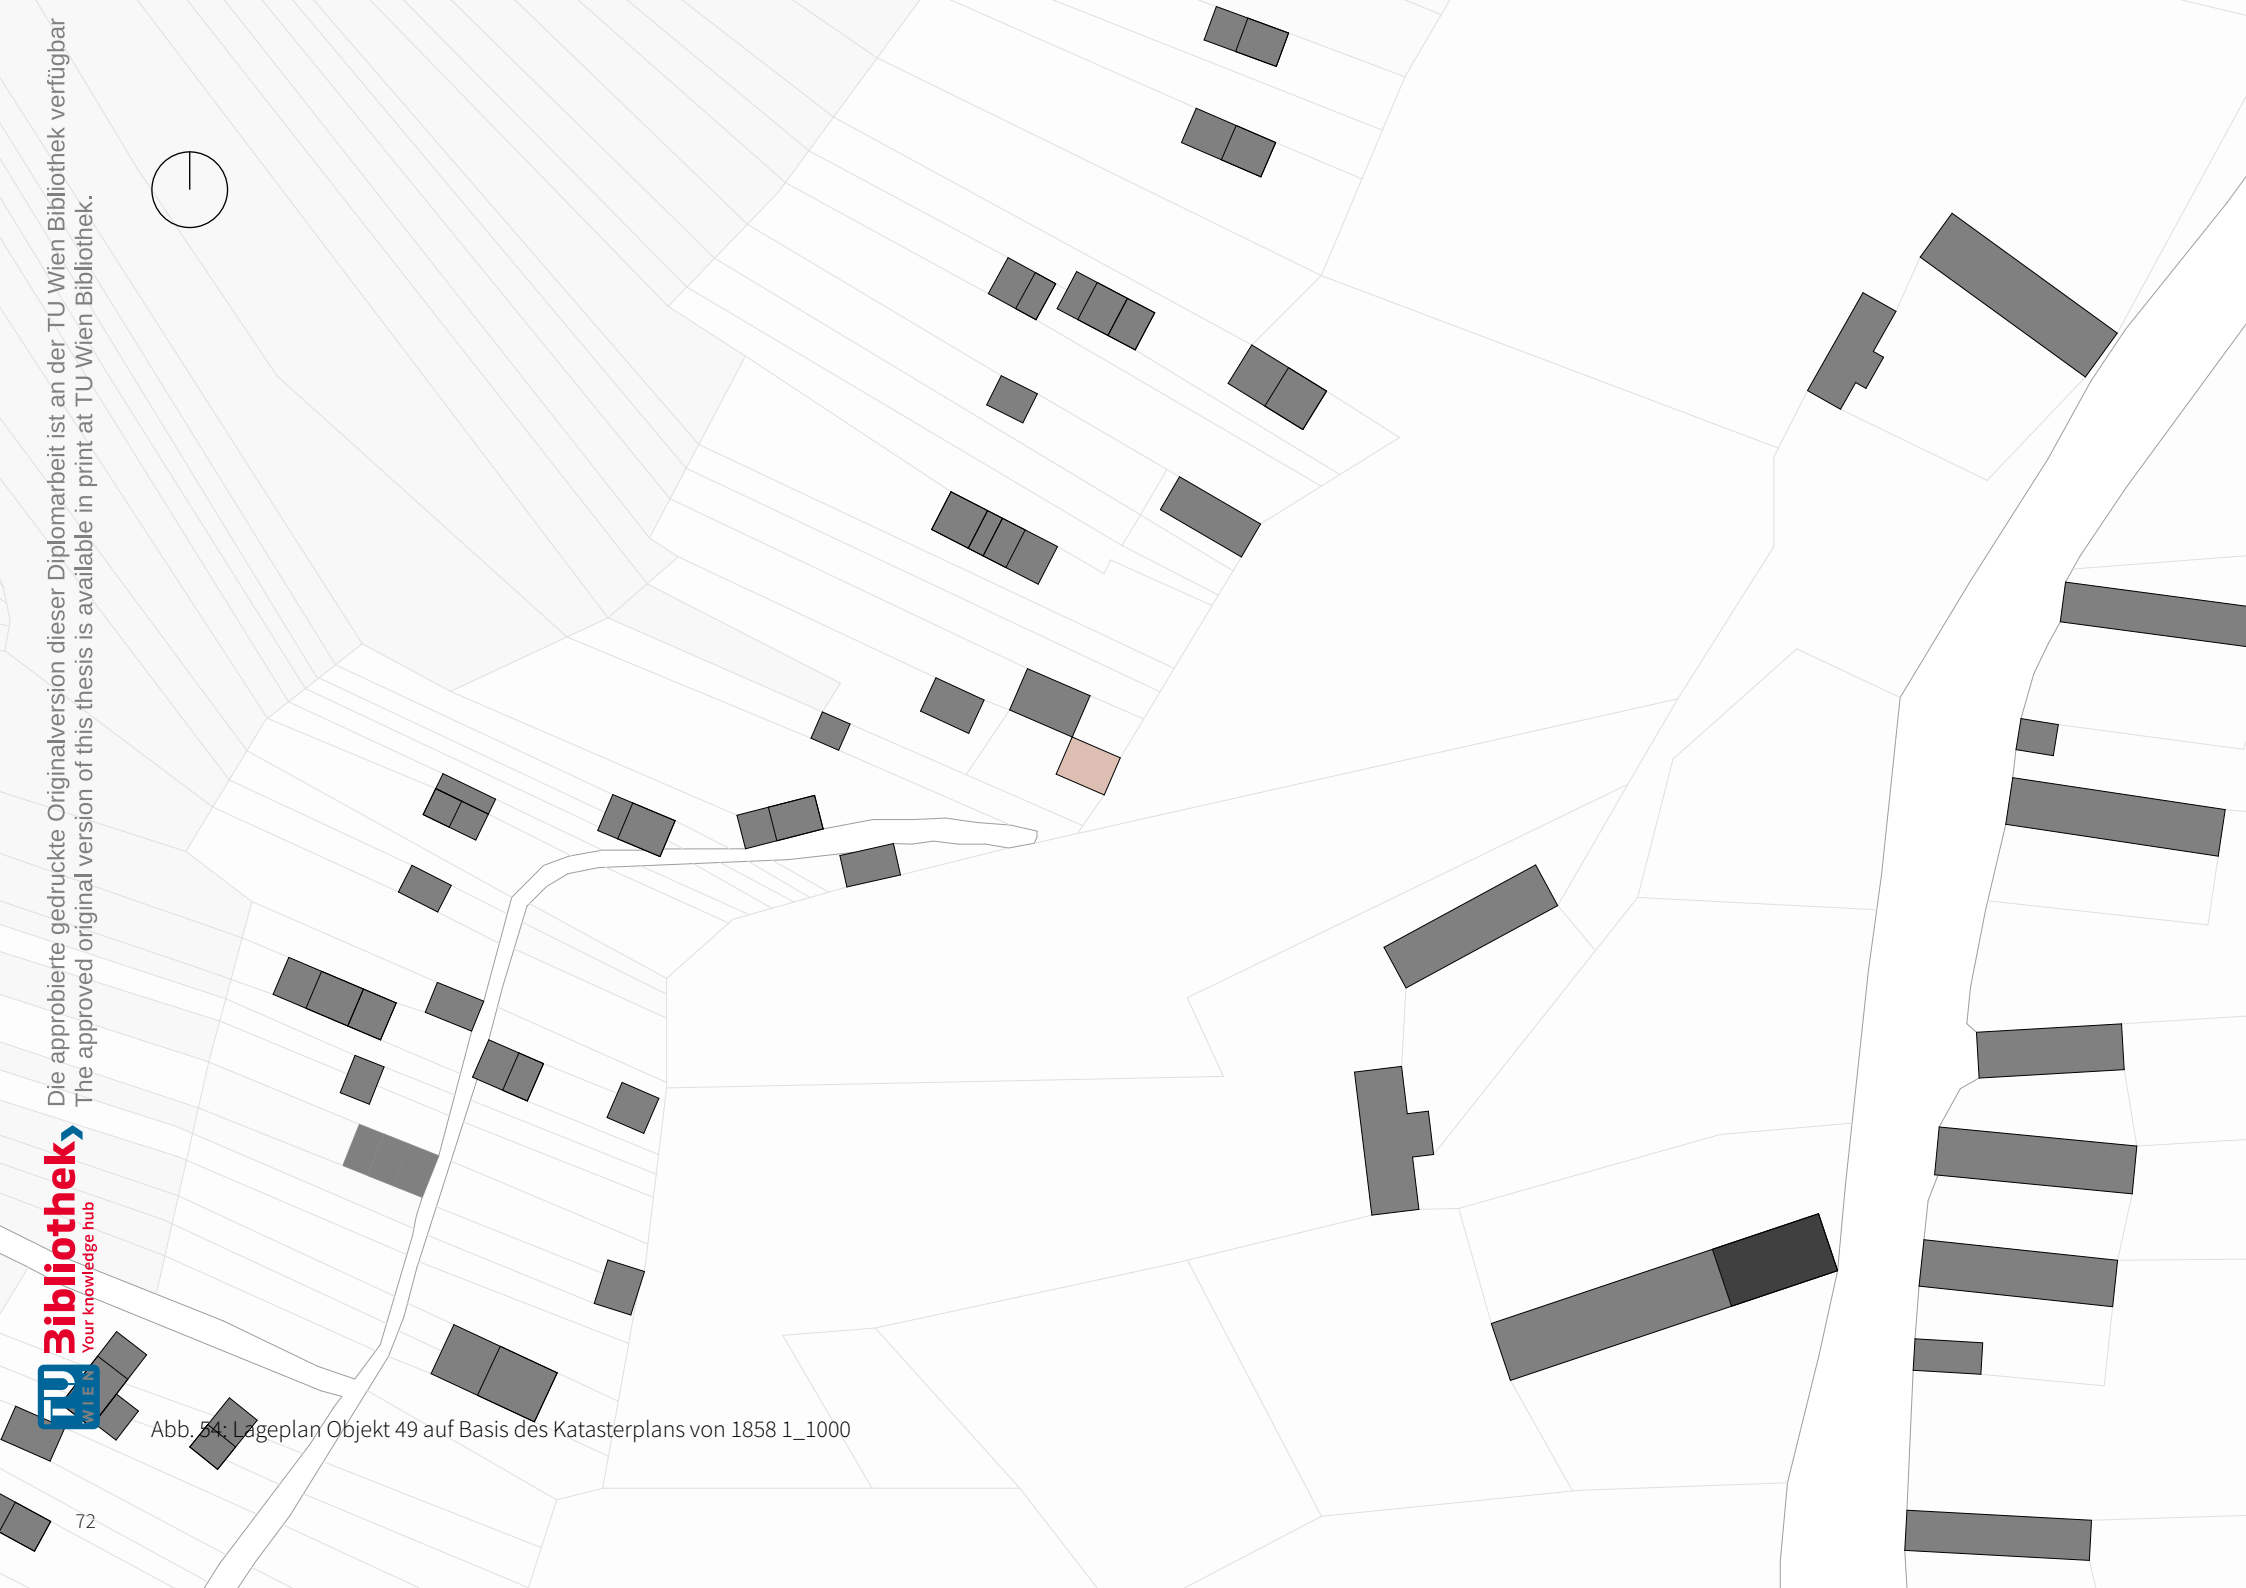 Die approbierte gedruckte Originalversion dieser Diplomarbeit ist an der TU Wien Bibliothek verfügbar
The approved original version of this thesis is available in print at TU Wien Bibliothek.
Bibliothek
Your knowledge hub
TU
WIEN
Abb. 54: Lageplan Objekt 49 auf Basis des Katasterplans von 1858 1_1000
72